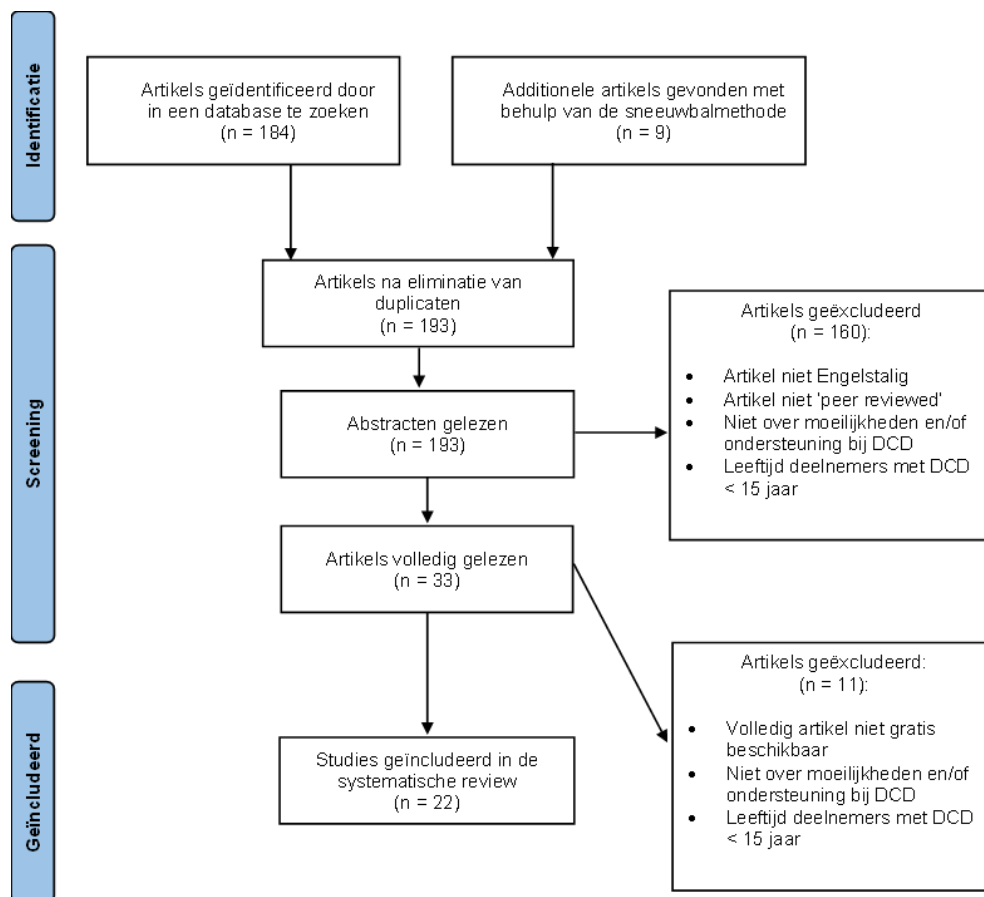 Identificatie
Artikels geïdentificeerd door
in een database te zoeken
(n = 184)
Additionele artikels gevonden met
behulp van de sneeuwbalmethode
(n = 9)
Screening
Artikels na eliminatie van
duplicaten
(n = 193)
Abstracten gelezen
(n = 193)
Artikels geëxcludeerd
(n = 160):
• Artikel niet Engelstalig
• Artikel niet 'peer reviewed'
• Niet over moeilijkheden en/of
ondersteuning bij DCD
• Leeftijd deelnemers met DCD
< 15 jaar
Artikels volledig gelezen
(n = 33)
Artikels geëxcludeerd:
(n = 11):
• Volledig artikel niet gratis
beschikbaar
• Niet over moeilijkheden en/of
ondersteuning bij DCD
• Leeftijd deelnemers met DCD
< 15 jaar
Geïncludeerd
Studies geïncludeerd in de
systematische review
(n = 22)